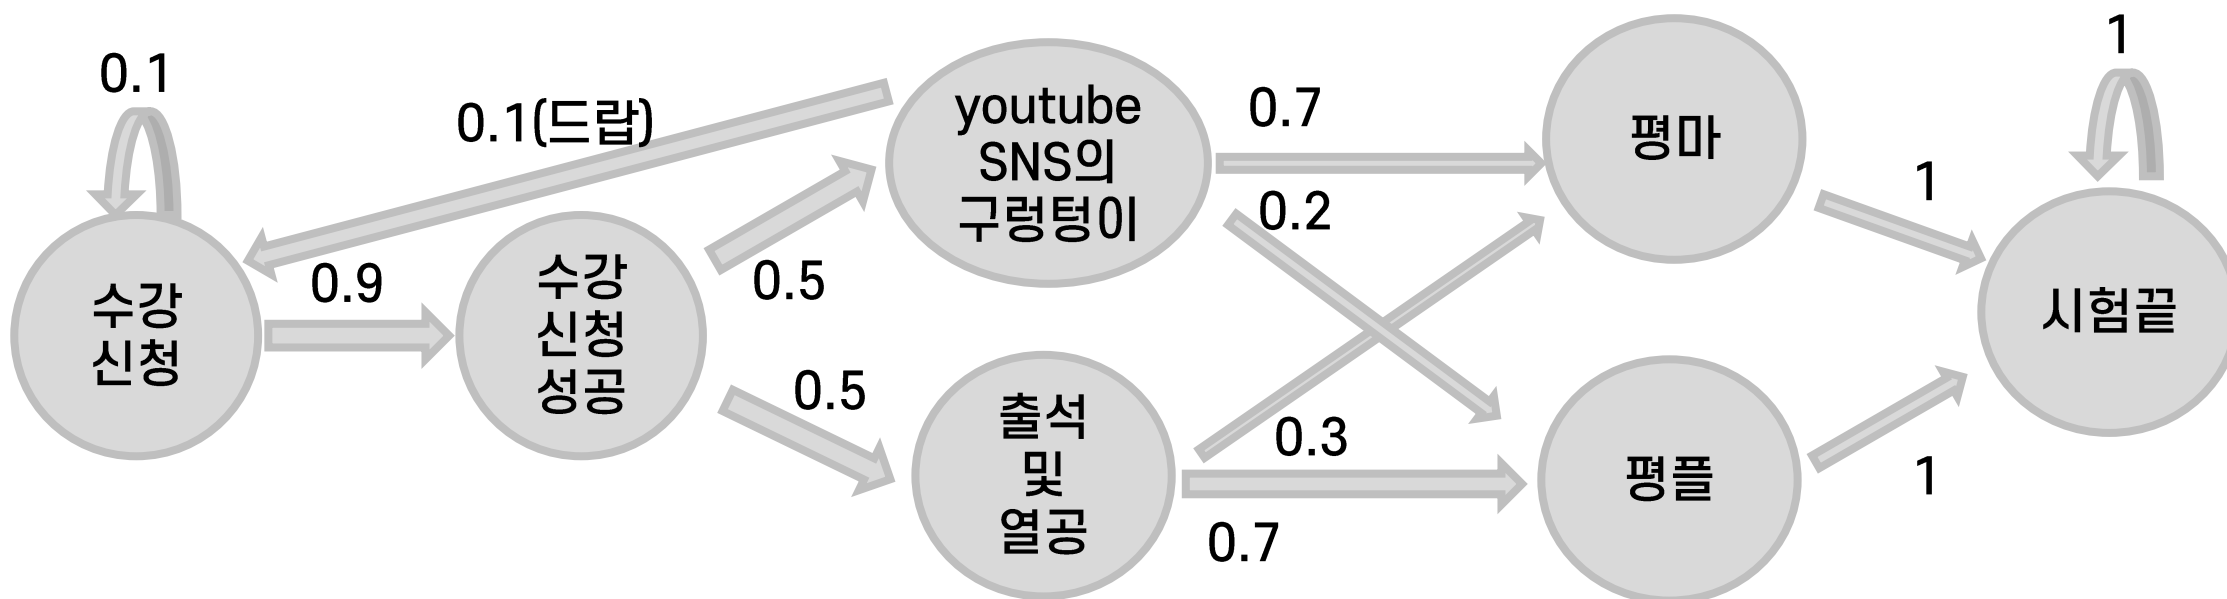 0.1
수강
신청
0.9
0.1(드랍)
수강
신청
성공
0.5
0.5
youtube
SNS의
구렁텅이
0.7
0.2
출석
및
열공
0.3
0.7
평마
평플
1
1
1
시험끝